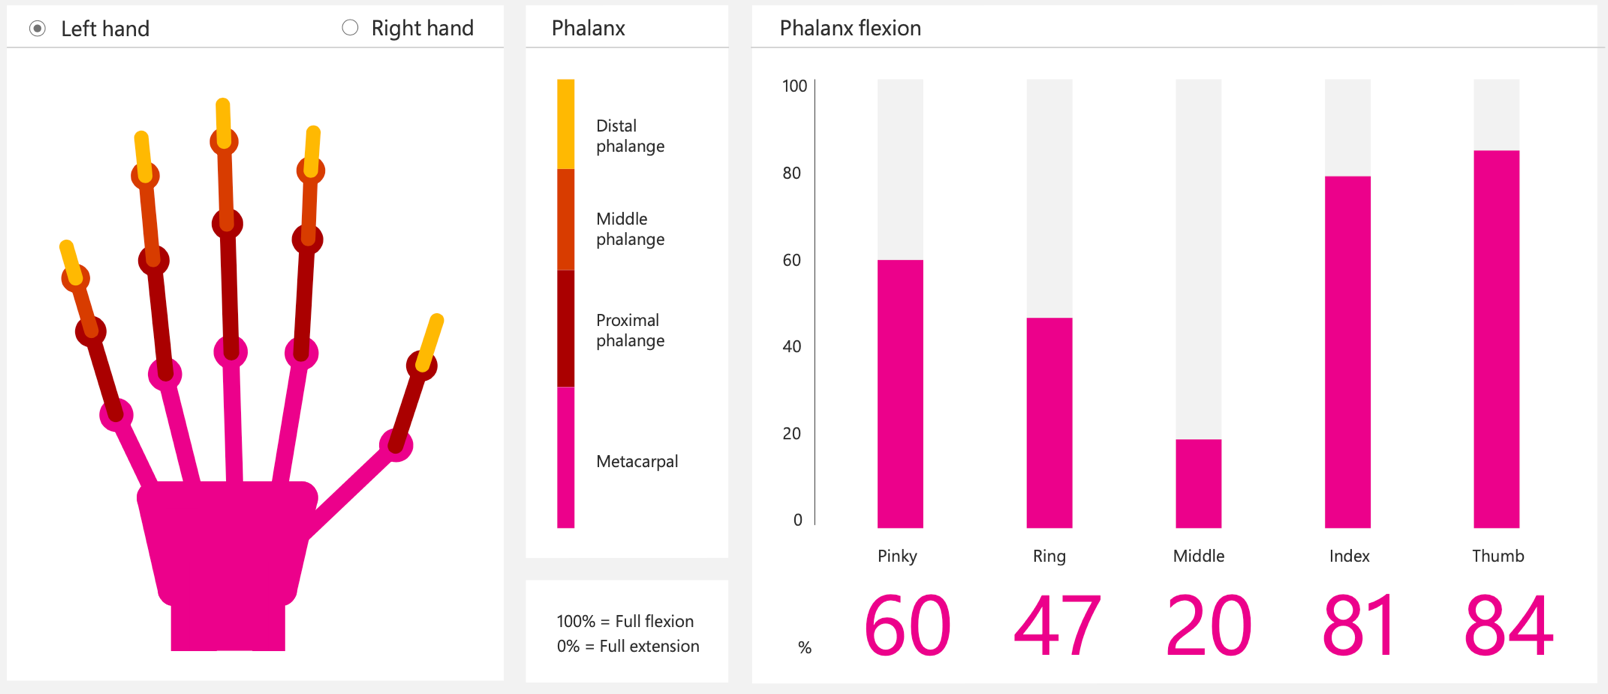 Left hand
Right hand
Phalanx
Distal
phalange
Middle
phalange
Proximal
phalange
Metacarpal
100% = Full flexion
0% = Full extension
Phalanx flexion
100
80
60
40
20
0
Pinky Ring Middle Index Thumb
% 60 47 20 81 84